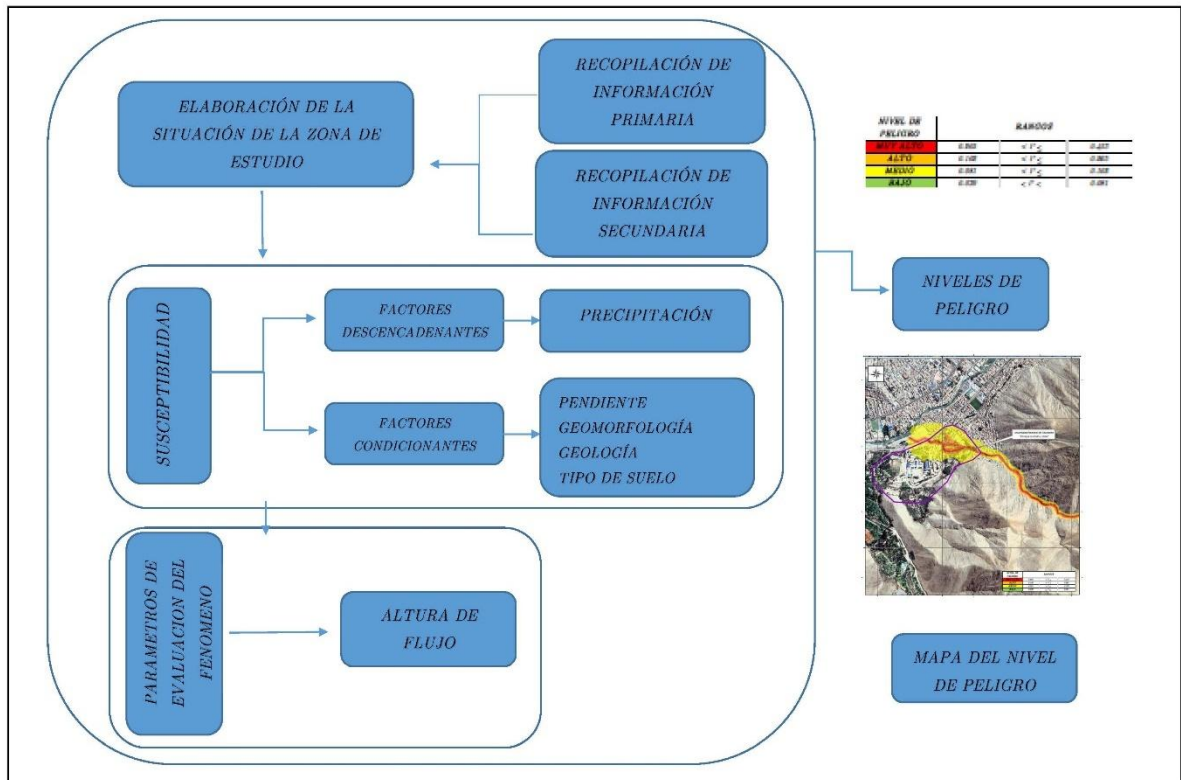 RECOPILACIÓN DE
INFORMACIÓN
PRIMARIA
ELABORACIÓN DE LA
SITUACIÓN DE LA ZONA DE
ESTUDIO
RECOPILACIÓN DE
INFORMACIÓN
SECUNDARIA
SUSCEPTIBILIDAD
FACTORES
DESCENCADENANTES
PRECIPITACIÓN
FACTORES
CONDICIONANTES
PENDIENTE
GEOMORFOLOGÍA
GEOLOGÍA
TIPO DE SUELO
PARAMETROS DE
EVALUACION DEL
FENOMENO
ALTURA DE
FLUJO
NIVEL DE
PELIGRO
RANGOS
MUY ALTO
ALTO
MEDIO
BAJO
NIVELES DE
PELIGRO
MAPA DEL NIVEL
DE PELIGRO